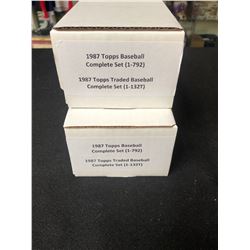 1987 Topps Baseball
Complete Set (1-792)
1987 Topps Traded Baseball
Complete Set (1-132T)
1987 Topps Baseball
Complete Set (1-792)
1987 Topps Traded Baseball
Complete Set (1-132T)